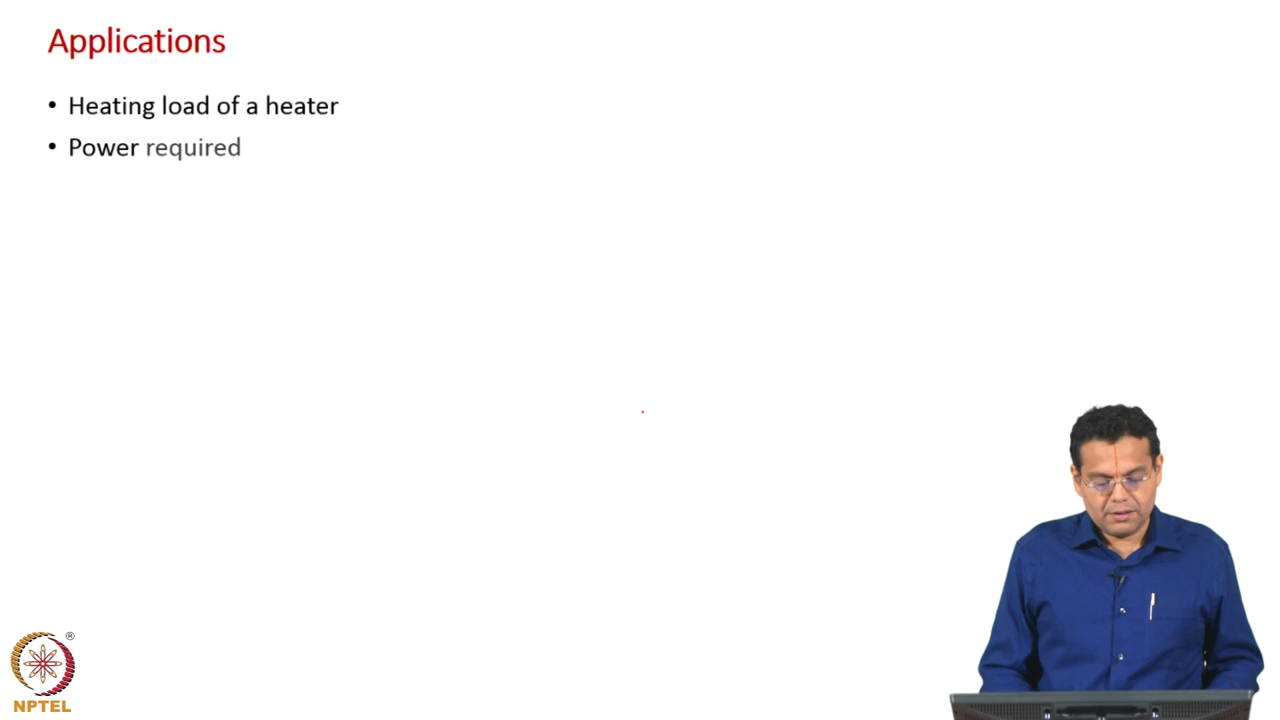 Applications
• Heating load of a heater
• Power required
®
NPTEL